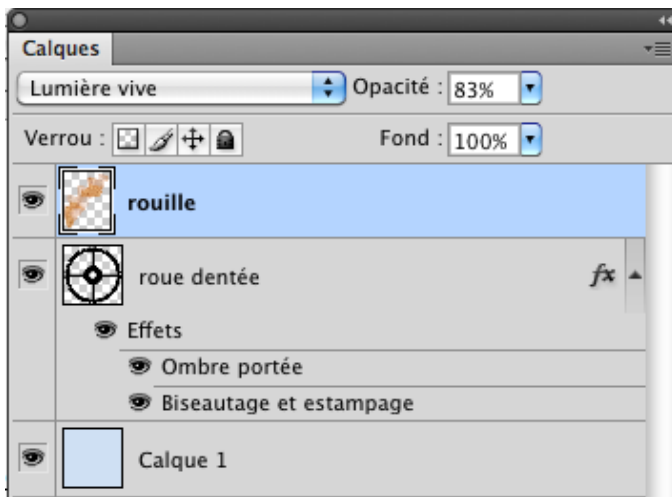 Calques
Lumière vive Opacité : 83%
Verrou : Fond : 100%
rouille
roue dentée fx
Effets
Ombre portée
Biseautage et estampage
Calque 1